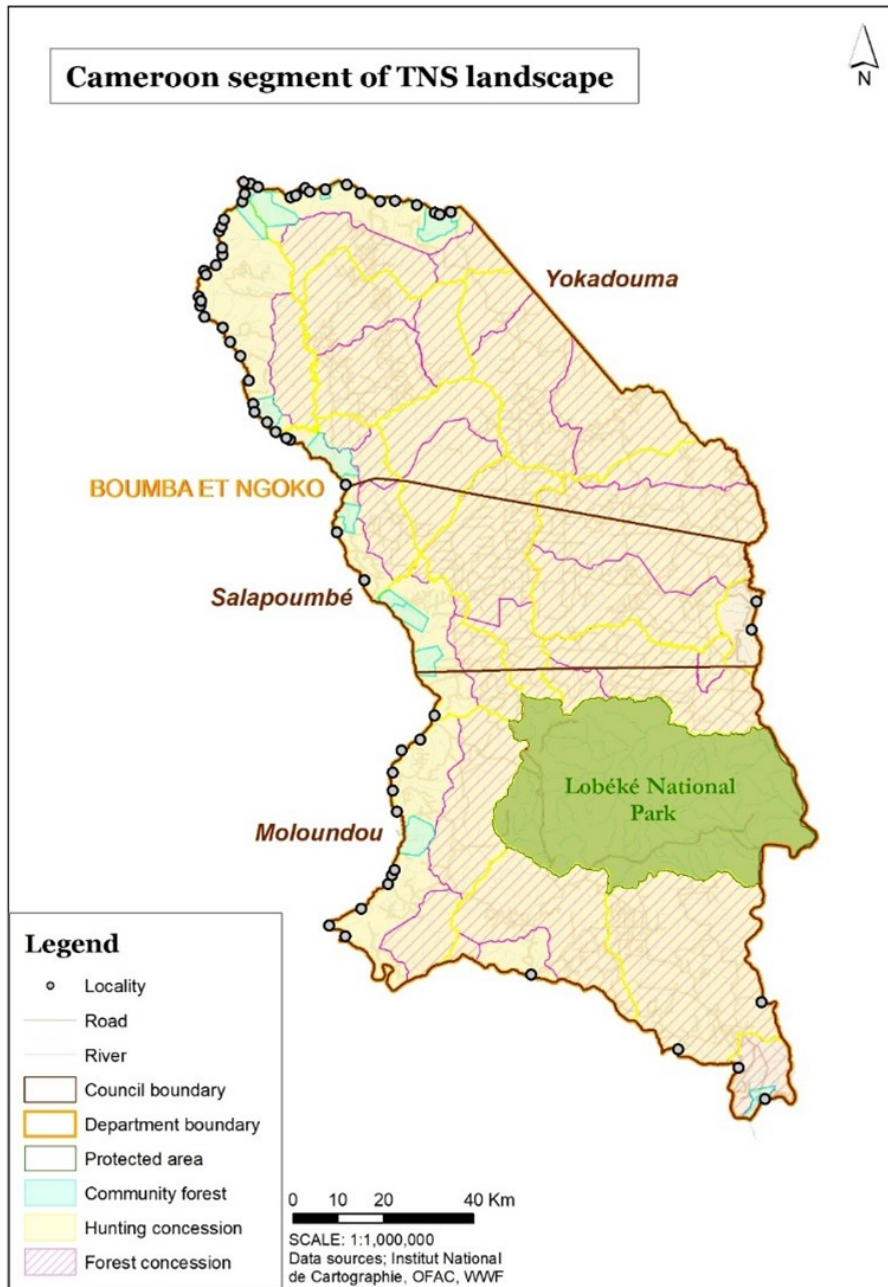 Cameroon segment of TNS landscape
N
Yokadouma
BOUMBA ET NGOKO
Salapoumbé
Lobéké National
Park
Moloundou
Legend
Locality
Road
River
Council boundary
Department boundary
Protected area
Community forest
Hunting concession
Forest concession
0 10 20 40 Km
SCALE: 1:1,000,000
Data sources; Institut National
de Cartographie, OFAC, WWF